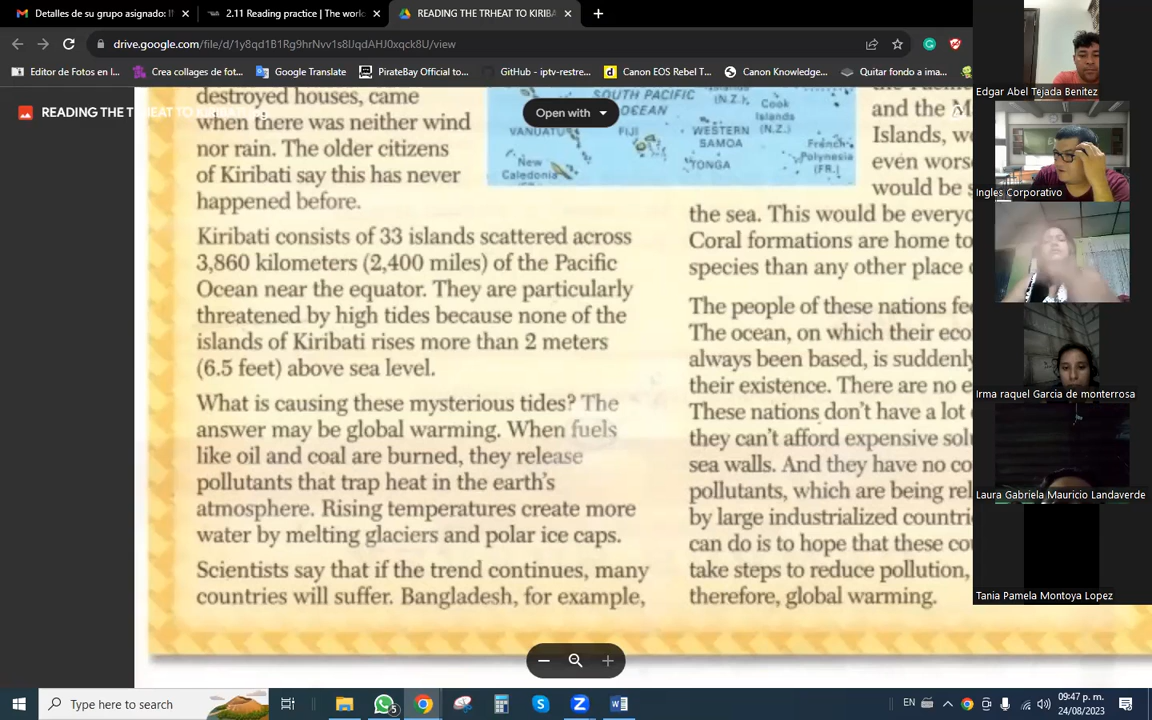 Detalles de su grupo asignado: I
2.11 Reading practice | The world
READING THE TRHEAT TO KIRIBA
drive.google.com/file/d/1y8qd1B1Rg9hrNvv1s8IJqdAHJ0xqck8U/view
Editor de Fotos en l...
Crea collages de fot...
Google Translate
PirateBay Official to...
GitHub - iptv-restre...
Canon EOS Rebel T...
Canon Knowledge...
Quitar fondo a ima...
READING THE TRHEAT TO
Open with
destroyed houses, came
when there was neither wind
nor rain. The older citizens
of Kiribati say this has never
happened before.
Kiribati consists of 33 islands scattered across
3,860 kilometers (2,400 miles) of the Pacific
Ocean near the equator. They are particularly
threatened by high tides because none of the
islands of Kiribati rises more than 2 meters
(6.5 feet) above sea level.
What is causing these mysterious tides? The
answer may be global warming. When fuels
like oil and coal are burned, they release
pollutants that trap heat in the earth's
atmosphere. Rising temperatures create more
water by melting glaciers and polar ice caps.
Scientists say that if the trend continues, many
countries will suffer. Bangladesh, for example,
SOUTH PACIFIC
OCEAN
(N.Z.)
Cook
Islands
(N.Z.)
VANUATU
FIJI
WESTERN
SAMOA
TONGA
New
Caledonia
(FR.)
French
Polynesia
(FR.)
and the M
Islands, w
even wors
would be s
the sea. This would be everyo
Coral formations are home to
species than any other place
The people of these nations fe
The ocean, on which their eco
always been based, is suddenly
their existence. There are no e
These nations don't have a lot
they can't afford expensive sol
sea walls. And they have no co
pollutants, which are being rel
by large industrialized countri
can do is to hope that these cou
take steps to reduce pollution,
therefore, global warming.
Edgar Abel Tejada Benitez
Ingles Corporativo
Irma raquel Garcia de monterrosa
Laura Gabriela Mauricio Landaverde
Tania Pamela Montoya Lopez
Type here to search
5
EN
09:47 p. m.
24/08/2023